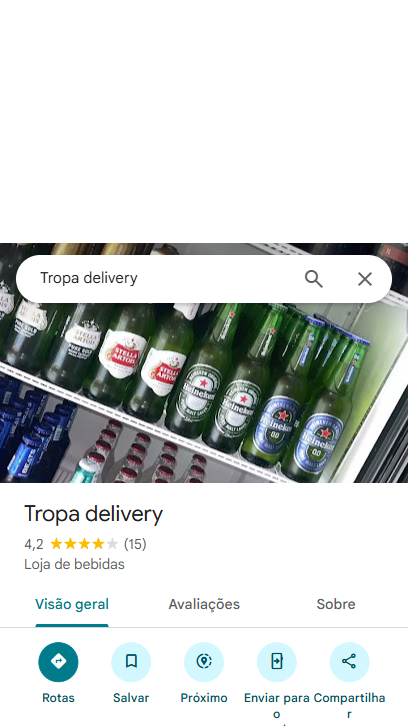 Tropa delivery
STELLA ARTOIS
STELLA ARTOIS
Heineken
Heineken
Heineken
0.0
Heineken
0.0
Tropa delivery
4,2 (15)
Loja de bebidas
Visão geral Avaliações Sobre
Rotas Salvar Próximo Enviar para Compartilha
o r